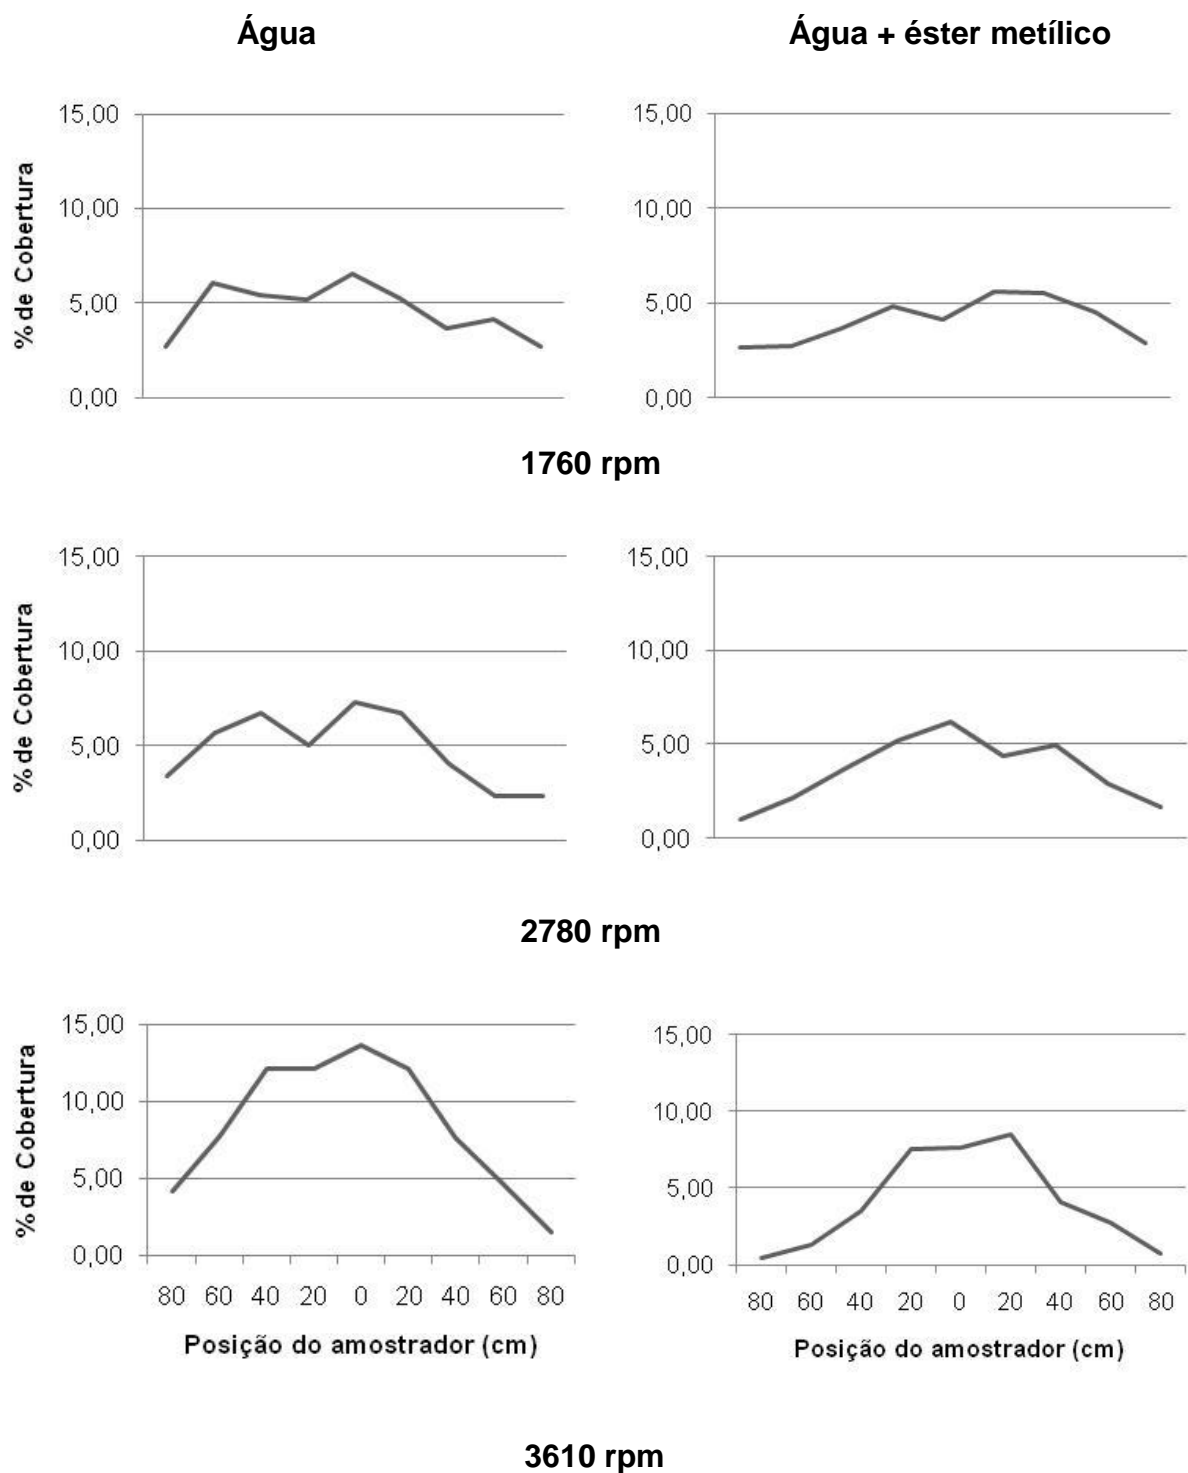 Água
Água + éster metílico
% de Cobertura
15,00
10,00
5,00
0,00
15,00
10,00
5,00
0,00
1760 rpm
% de Cobertura
15,00
10,00
5,00
0,00
15,00
10,00
5,00
0,00
2780 rpm
% de Cobertura
15,00
10,00
5,00
0,00
80 60 40 20 0 20 40 60 80
Posição do amostrador (cm)
15,00
10,00
5,00
0,00
80 60 40 20 0 20 40 60 80
Posição do amostrador (cm)
3610 rpm